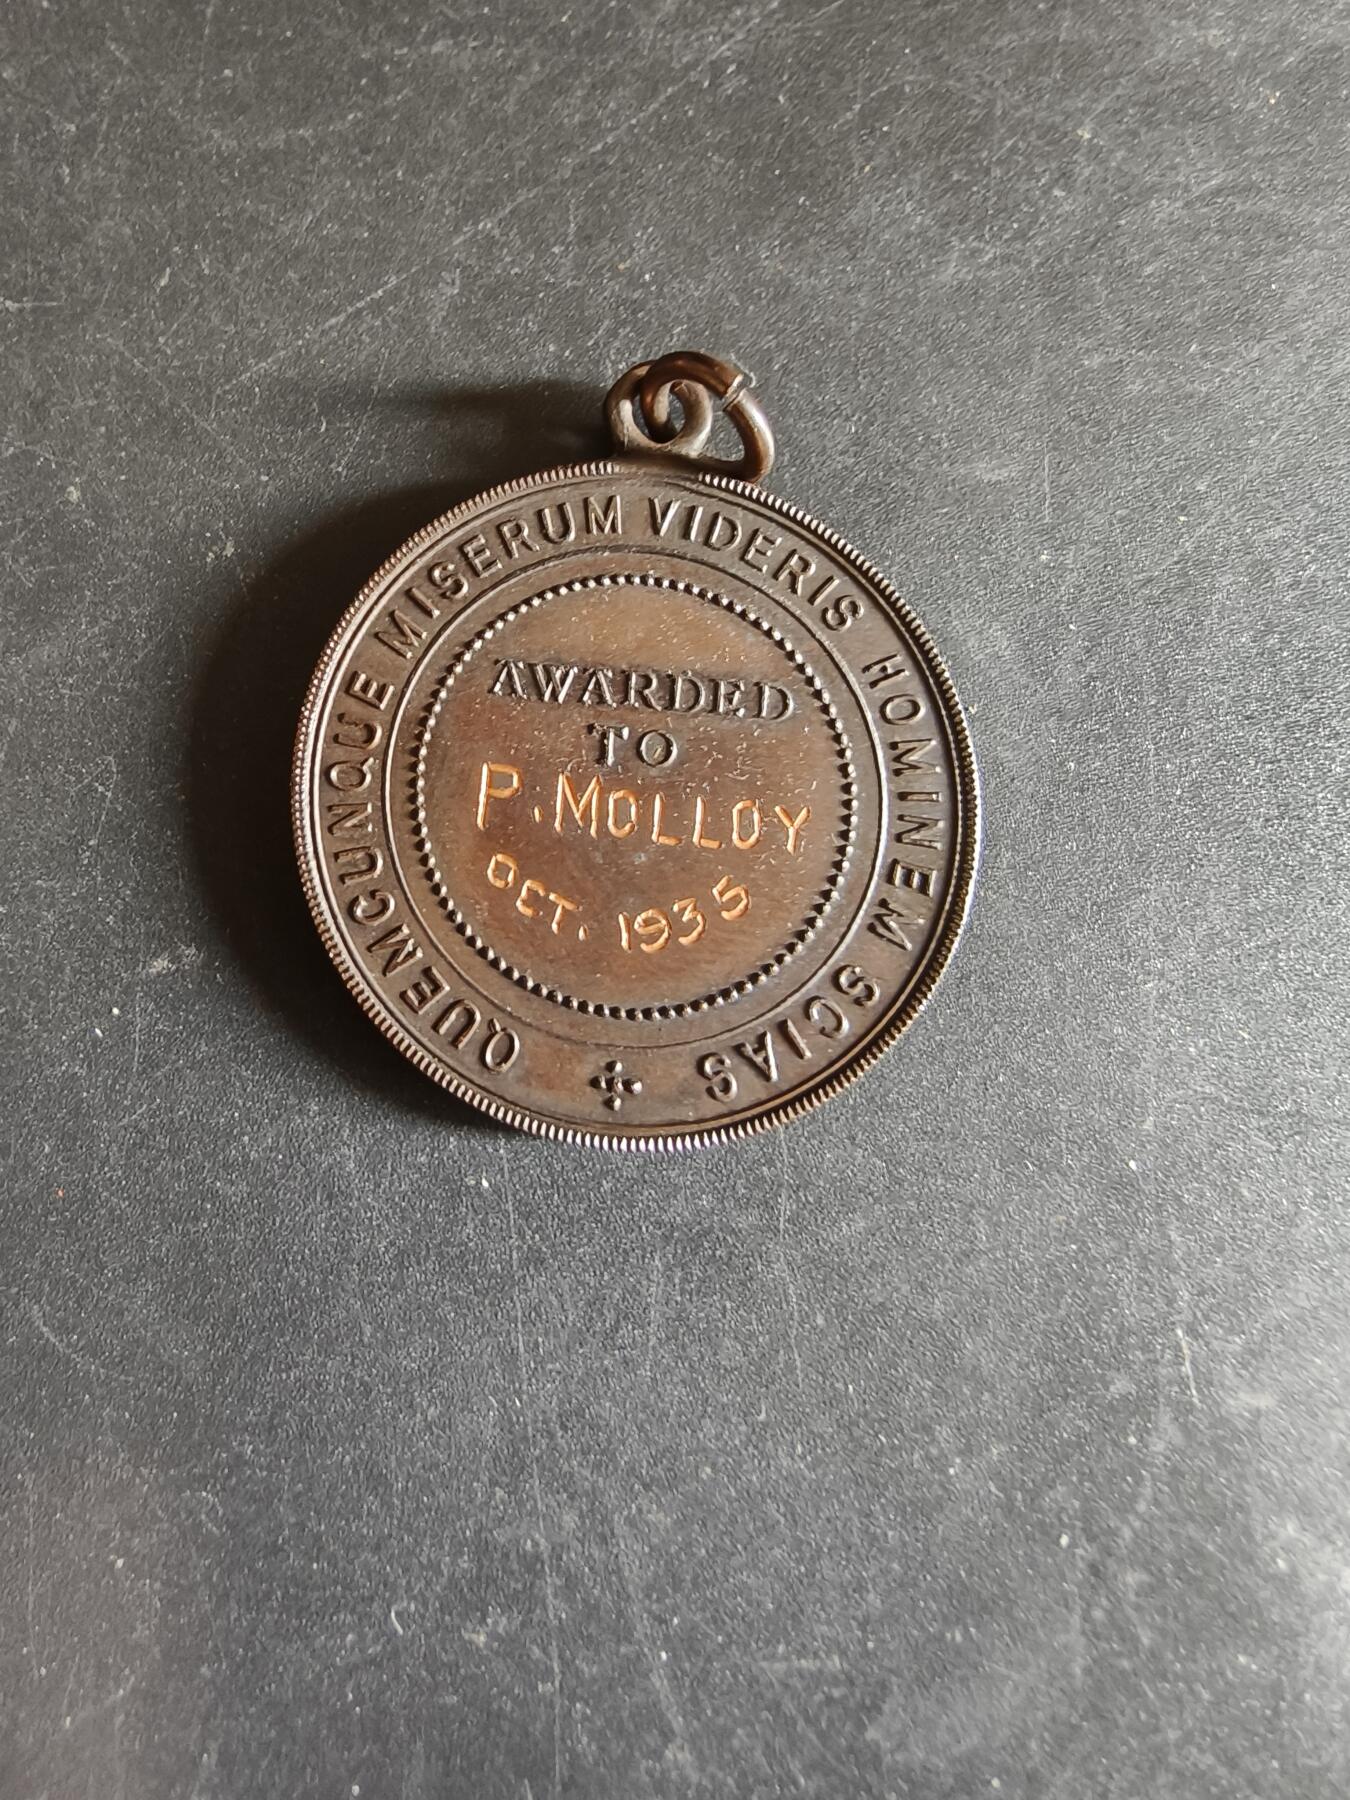 QUEMCUNQUE MISERUM VIDERIS HOMINEM SCIAS
AWARDED
TO
P. MOLLOY
OCT. 1935